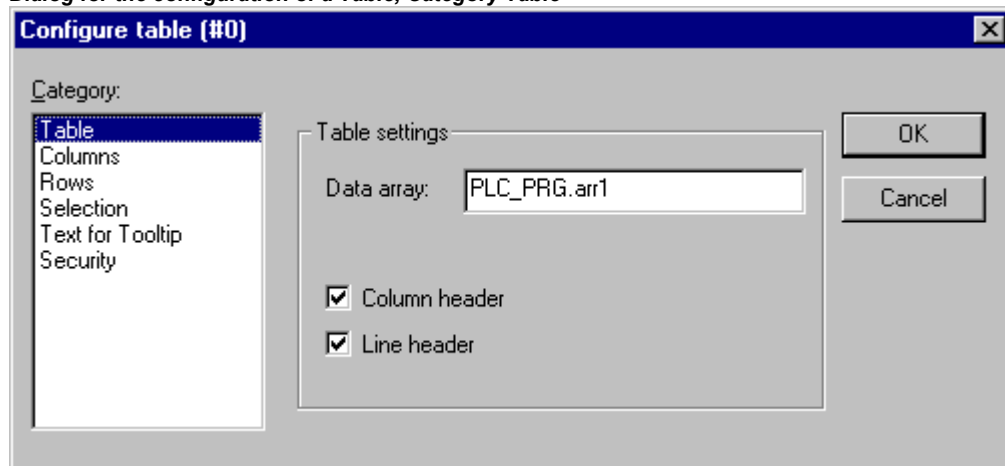 Dialog for the configuration of a Table, Category Table
Configure table (#0)
Category:
Table
Columns
Rows
Selection
Text for Tooltip
Security
Table settings
Data array: PLC_PRG.arr1
Column header
Line header
OK
Cancel